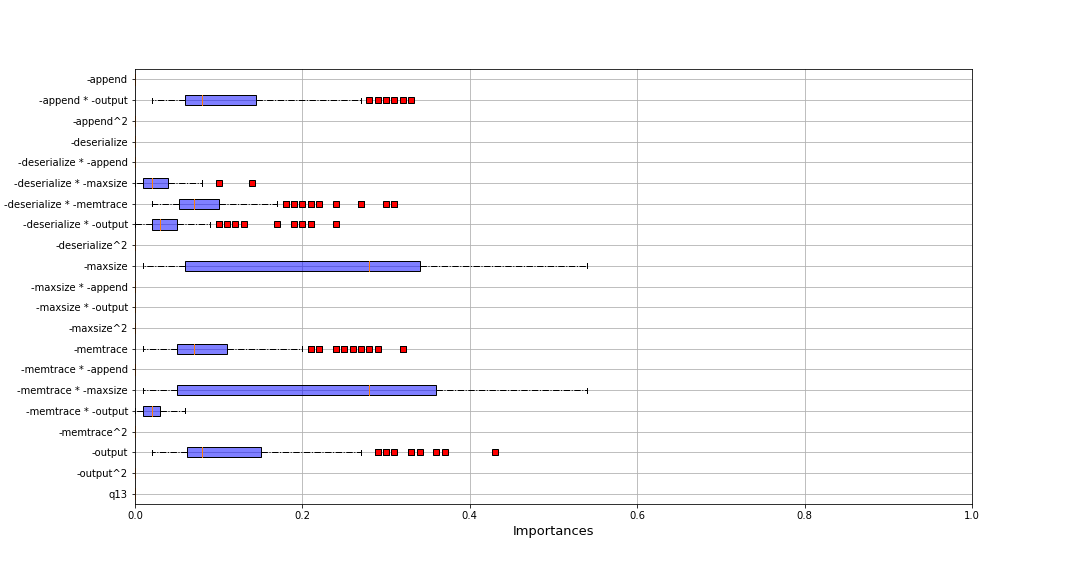 -append
-append * -output
-append^2
-deserialize
-deserialize * -append
-deserialize * -maxsize
-deserialize * -memtrace
-deserialize * -output
-deserialize^2
-maxsize
-maxsize * -append
-maxsize * -output
-maxsize^2
-memtrace
-memtrace * -append
-memtrace * -maxsize
-memtrace * -output
-memtrace^2
-output
-output^2
q13
0.0 0.2 0.4 0.6 0.8 1.0
Importances